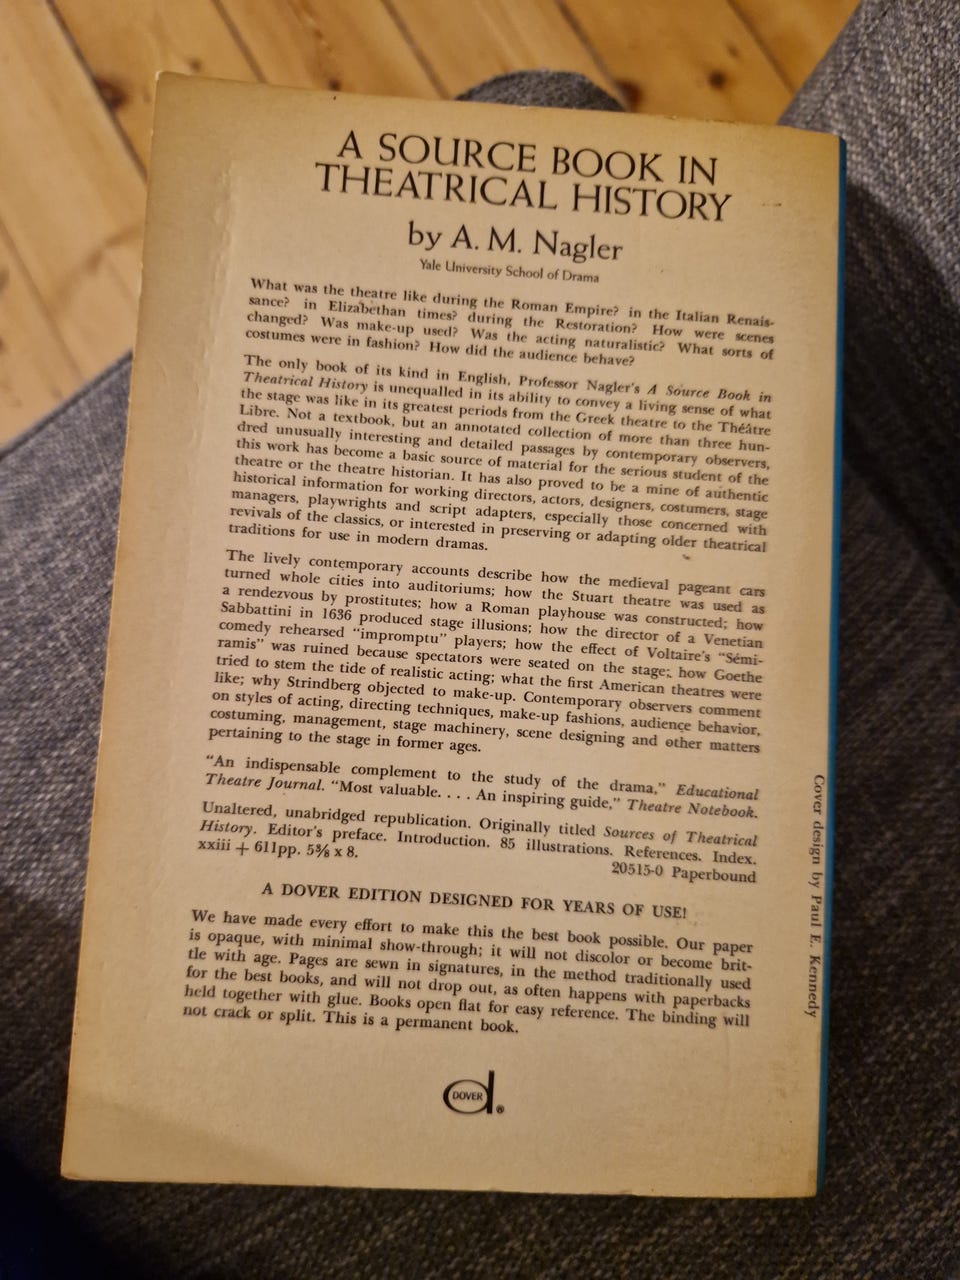 A SOURCE BOOK IN
THEATRICAL HISTORY
by A. M. Nagler
Yale University School of Drama
What was the theatre like during the Roman Empire? in the Italian Renais-
sance? in Elizabethan times? during the Restoration? How were scenes
changed? Was make-up used? Was the acting naturalistic? What sorts of
costumes were in fashion? How did the audience behave?
The only book of its kind in English, Professor Nagler's A Source Book in
Theatrical History is unequalled in its ability to convey a living sense of what
the stage was like in its greatest periods from the Greek theatre to the Théâtre
Libre. Not a textbook, but an annotated collection of more than three hun-
dred unusually interesting and detailed passages by contemporary observers,
this work has become a basic source of material for the serious student of the
theatre or the theatre historian. It has also proved to be a mine of authentic
historical information for working directors, actors, designers, costumers, stage
managers, playwrights and script adapters, especially those concerned with
revivals of the classics, or interested in preserving or adapting older theatrical
traditions for use in modern dramas.
The lively contemporary accounts describe how the medieval pageant cars
turned whole cities into auditoriums; how the Stuart theatre was used as
a rendezvous by prostitutes; how a Roman playhouse was constructed; how
Sabbattini in 1636 produced stage illusions; how the director of a Venetian
comedy rehearsed "impromptu" players; how the effect of Voltaire's "Sémi-
ramis" was ruined because spectators were seated on the stage; how Goethe
tried to stem the tide of realistic acting; what the first American theatres were
like; why Strindberg objected to make-up. Contemporary observers comment
on styles of acting, directing techniques, make-up fashions, audience behavior,
costuming, management, stage machinery, scene designing and other matters
pertaining to the stage in former ages.
"An indispensable complement to the study of the drama," Educational
Theatre Journal. "Most valuable. . . . An inspiring guide," Theatre Notebook.
Unaltered, unabridged republication. Originally titled Sources of Theatrical
History. Editor's preface. Introduction. 85 illustrations. References. Index.
xxiii + 611pp. 5⅜ x 8.
20515-0 Paperbound
A DOVER EDITION DESIGNED FOR YEARS OF USE!
We have made every effort to make this the best book possible. Our paper
is opaque, with minimal show-through; it will not discolor or become brit-
tle with age. Pages are sewn in signatures, in the method traditionally used
for the best books, and will not drop out, as often happens with paperbacks
held together with glue. Books open flat for easy reference. The binding will
not crack or split. This is a permanent book.
DOVER
®
Cover design by Paul E. Kennedy